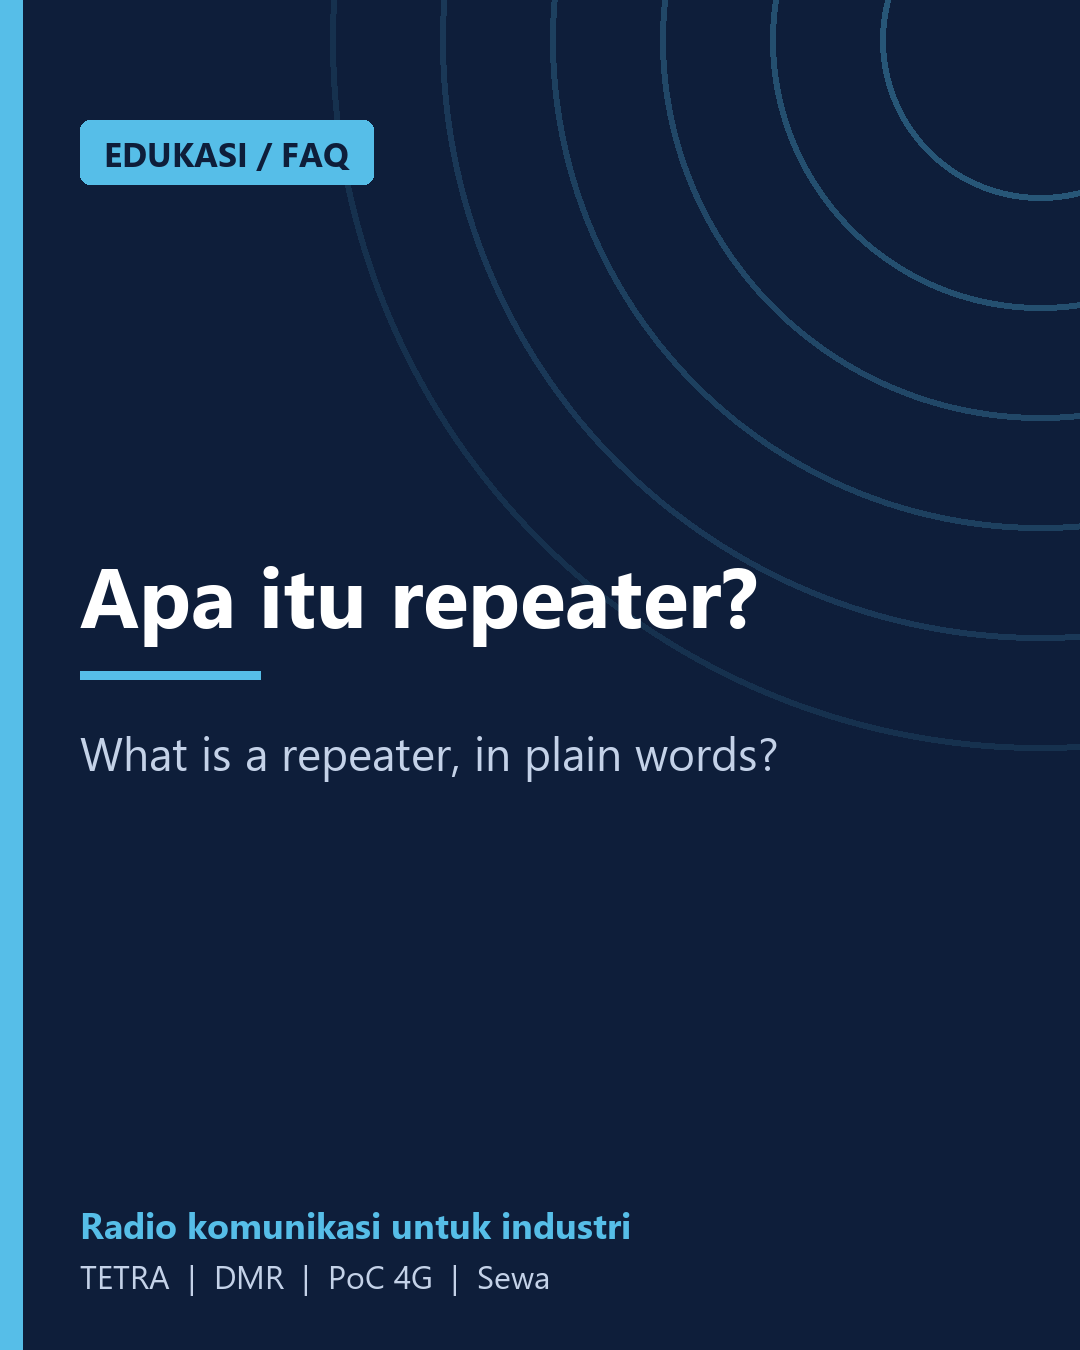 EDUKASI / FAQ
Apa itu repeater?
What is a repeater, in plain words?
Radio komunikasi untuk industri
TETRA | DMR | PoC 4G | Sewa